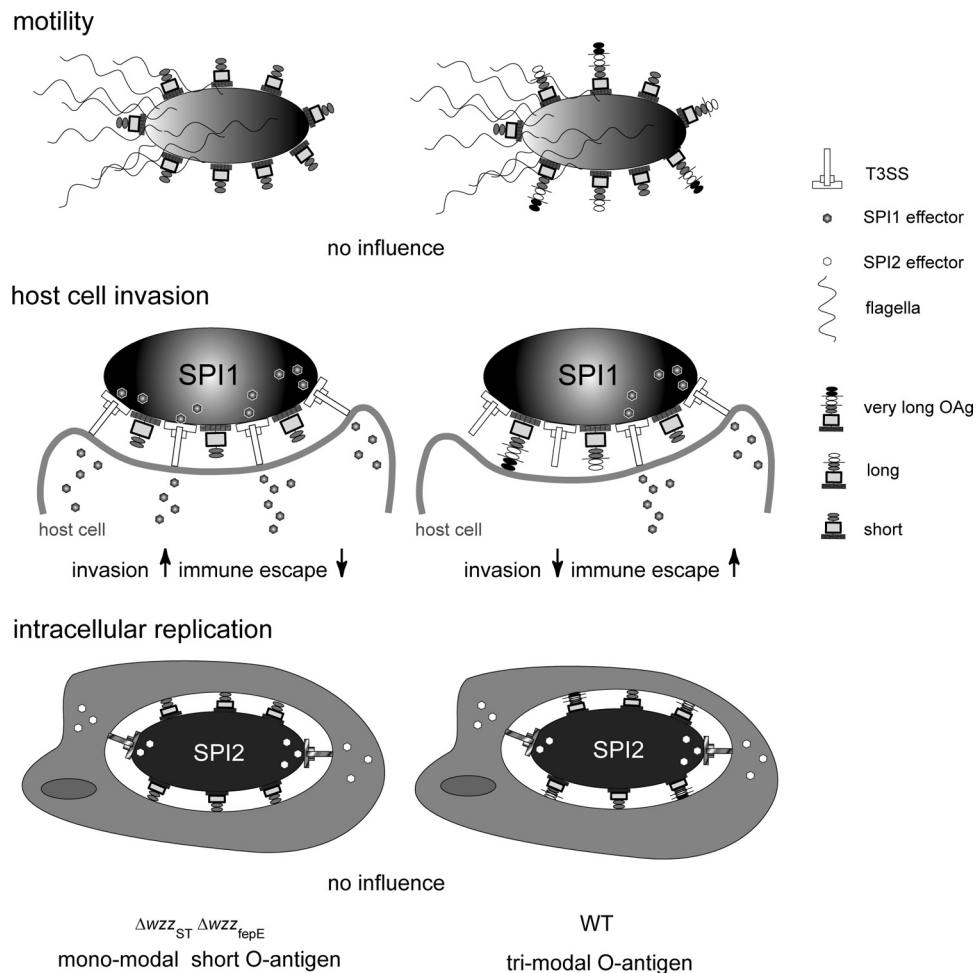 motility
no influence
T3SS
SPI1 effector
SPI2 effector
flagella
very long OAg
long
short
host cell invasion
SPI1
SPI1
host cell
host cell
invasion immune escape
invasion immune escape
intracellular replication
SPI2
SPI2
no influence
ΔwzzST ΔwzzfepE
WT
mono-modal short O-antigen
tri-modal O-antigen